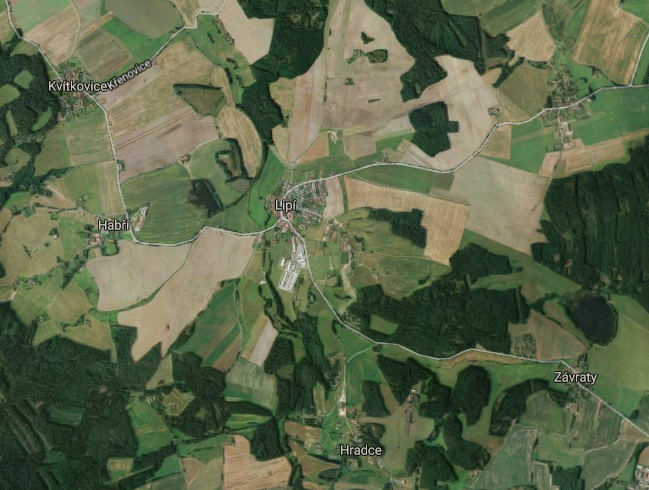 Kvítkovice
Křenovice
Lipí
Habří
Závraty
Hradce